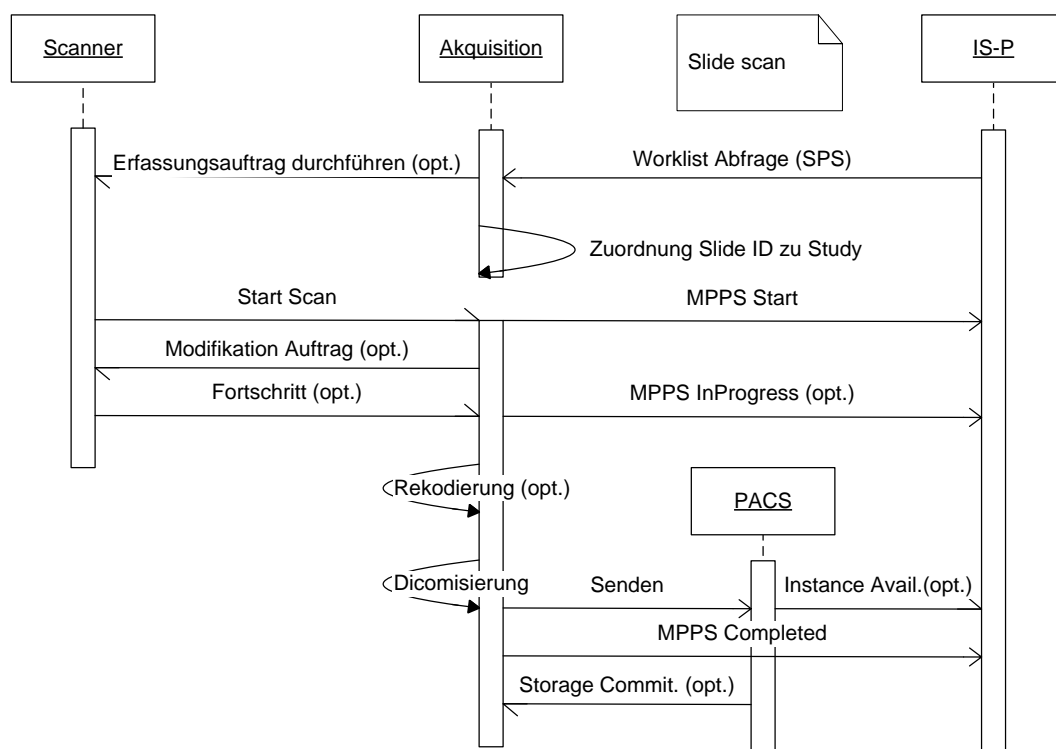 Scanner
Akquisition
Slide scan
IS-P
Erfassungsauftrag durchführen (opt.)
Worklist Abfrage (SPS)
Zuordnung Slide ID zu Study
Start Scan
MPPS Start
Modifikation Auftrag (opt.)
Fortschritt (opt.)
MPPS InProgress (opt.)
Rekodierung (opt.)
PACS
Dicomisierung
Senden
Instance Avail.(opt.)
MPPS Completed
Storage Commit. (opt.)